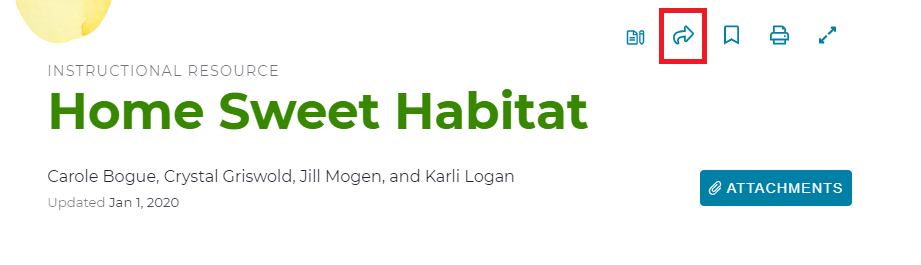 INSTRUCTIONAL RESOURCE
Home Sweet Habitat
Carole Bogue, Crystal Griswold, Jill Mogen, and Karli Logan
Updated Jan 1, 2020
ATTACHMENTS